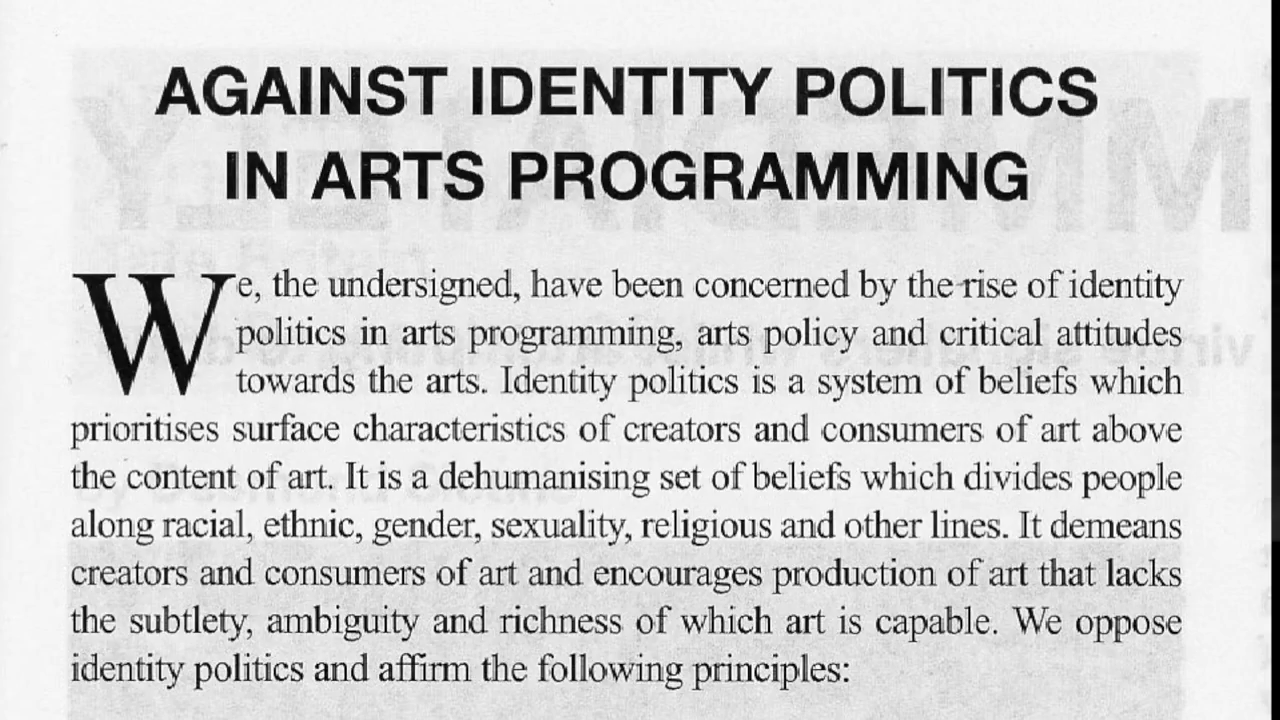 AGAINST IDENTITY POLITICS
IN ARTS PROGRAMMING
We, the undersigned, have been concerned by the rise of identity
politics in arts programming, arts policy and critical attitudes
towards the arts. Identity politics is a system of beliefs which
prioritises surface characteristics of creators and consumers of art above
the content of art. It is a dehumanising set of beliefs which divides people
along racial, ethnic, gender, sexuality, religious and other lines. It demeans
creators and consumers of art and encourages production of art that lacks
the subtlety, ambiguity and richness of which art is capable. We oppose
identity politics and affirm the following principles: